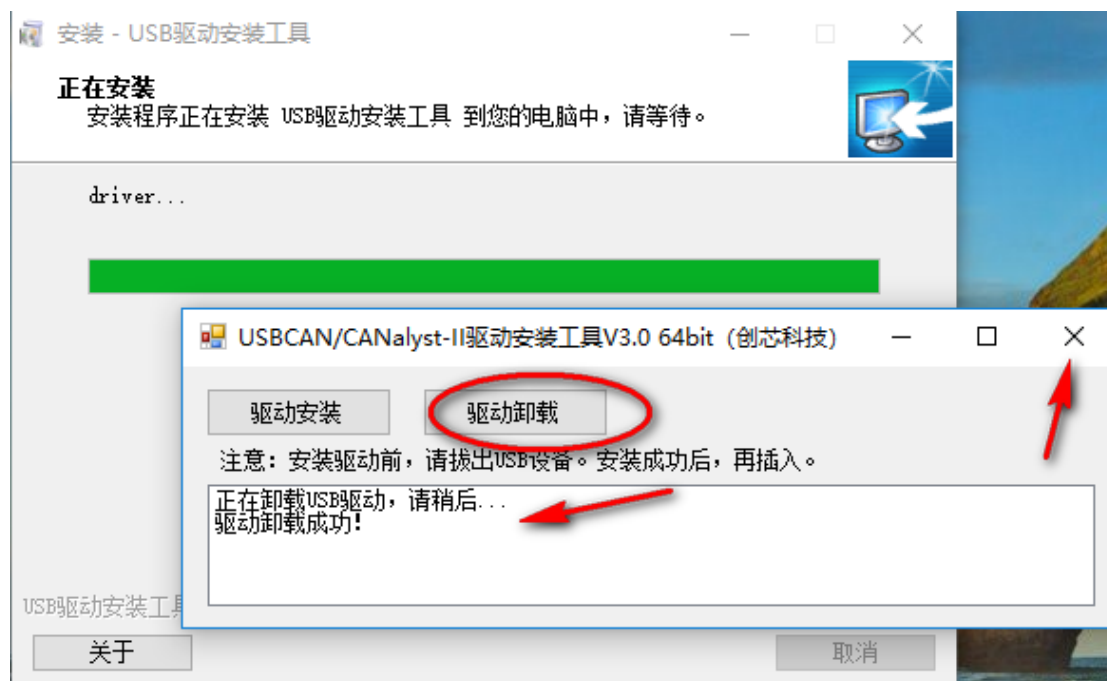 安装 - USB驱动安装工具
正在安装
安装程序正在安装 USB驱动安装工具 到您的电脑中，请等待。
driver...
USBCAN/CANalyst-II驱动安装工具V3.0 64bit (创芯科技)
驱动安装
驱动卸载
注意：安装驱动前，请拔出USB设备。安装成功后，再插入。
正在卸载USB驱动，请稍后...
驱动卸载成功!
USB驱动安装工具
关于
取消